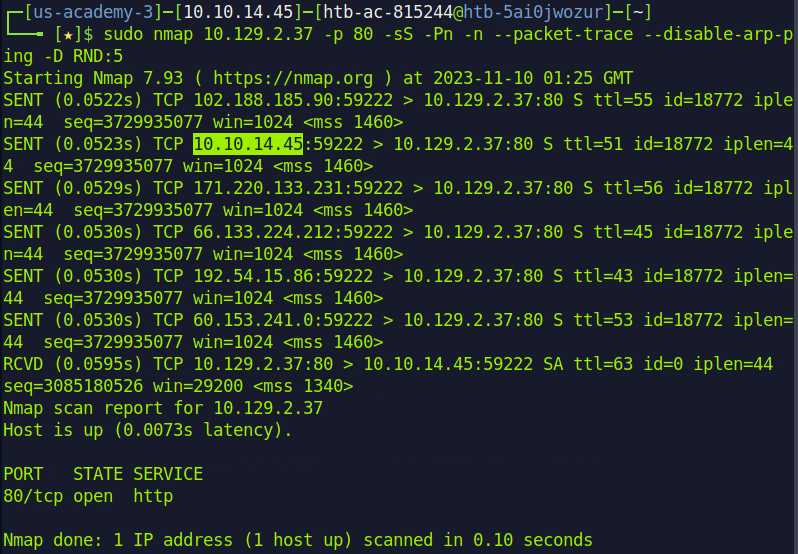 ┌─[us-academy-3]─[10.10.14.45]─[htb-ac-815244@htb-5ai0jwozur]─[~]
└──╼ [★]$ sudo nmap 10.129.2.37 -p 80 -sS -Pn -n --packet-trace --disable-arp-p
ing -D RND:5
Starting Nmap 7.93 ( https://nmap.org ) at 2023-11-10 01:25 GMT
SENT (0.0522s) TCP 102.188.185.90:59222 > 10.129.2.37:80 S ttl=55 id=18772 iple
n=44  seq=3729935077 win=1024 <mss 1460>
SENT (0.0523s) TCP 10.10.14.45:59222 > 10.129.2.37:80 S ttl=51 id=18772 iplen=4
4  seq=3729935077 win=1024 <mss 1460>
SENT (0.0529s) TCP 171.220.133.231:59222 > 10.129.2.37:80 S ttl=56 id=18772 ipl
en=44  seq=3729935077 win=1024 <mss 1460>
SENT (0.0530s) TCP 66.133.224.212:59222 > 10.129.2.37:80 S ttl=45 id=18772 iple
n=44  seq=3729935077 win=1024 <mss 1460>
SENT (0.0530s) TCP 192.54.15.86:59222 > 10.129.2.37:80 S ttl=43 id=18772 iplen=
44  seq=3729935077 win=1024 <mss 1460>
SENT (0.0530s) TCP 60.153.241.0:59222 > 10.129.2.37:80 S ttl=53 id=18772 iplen=
44  seq=3729935077 win=1024 <mss 1460>
RCVD (0.0595s) TCP 10.129.2.37:80 > 10.10.14.45:59222 SA ttl=63 id=0 iplen=44
seq=3085180526 win=29200 <mss 1340>
Nmap scan report for 10.129.2.37
Host is up (0.0073s latency).

PORT   STATE SERVICE
80/tcp open  http

Nmap done: 1 IP address (1 host up) scanned in 0.10 seconds